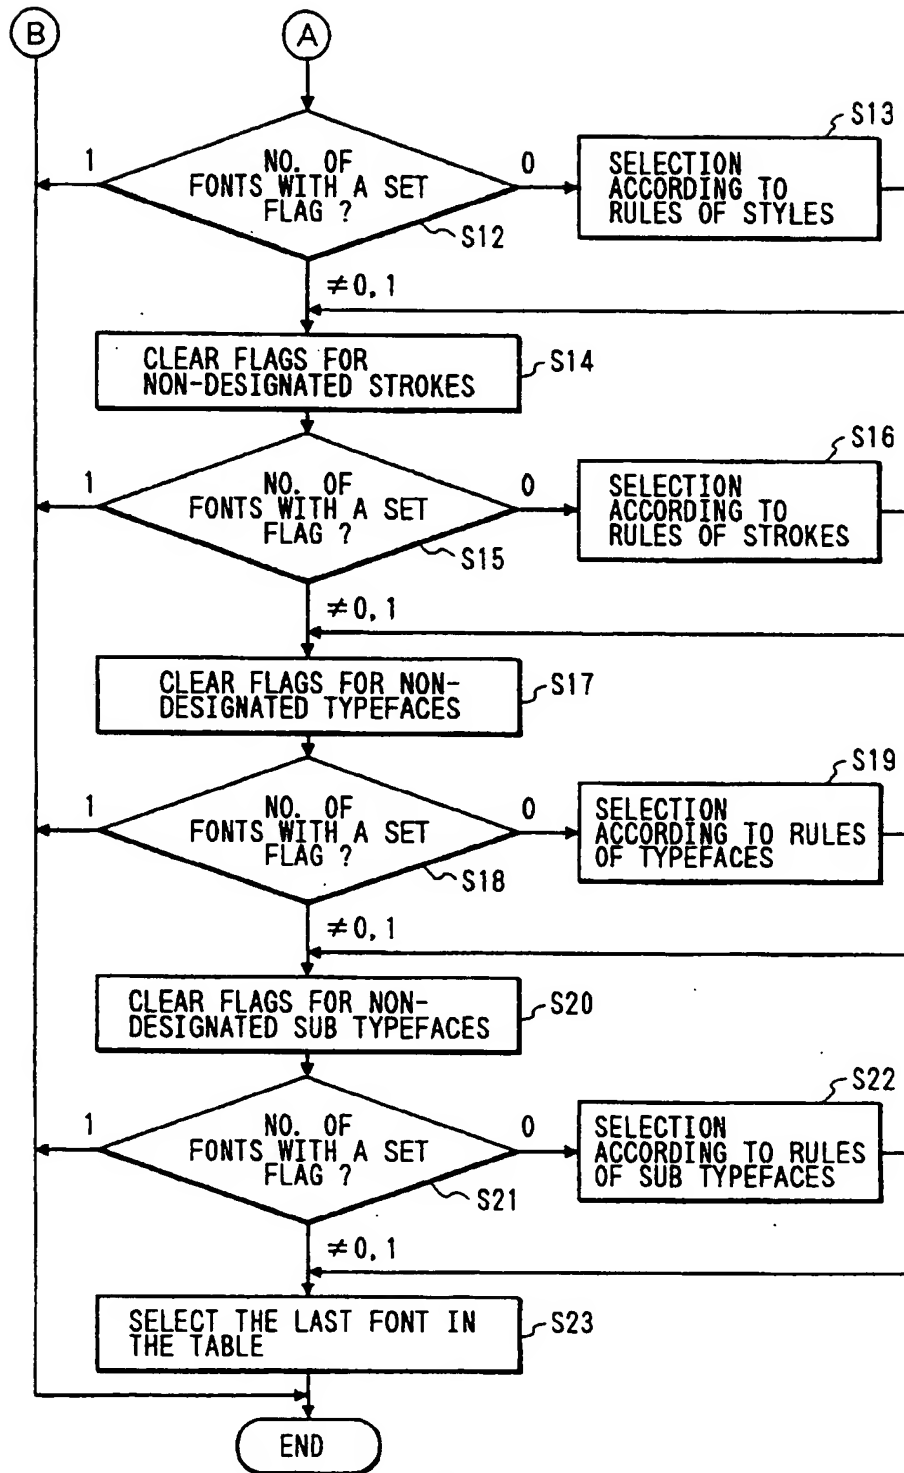 B
A
1
NO. OF
FONTS WITH A SET
FLAG ?
0
S12
S13
SELECTION
ACCORDING TO
RULES OF STYLES
≠0, 1
CLEAR FLAGS FOR
NON-DESIGNATED STROKES
S14
1
NO. OF
FONTS WITH A SET
FLAG ?
0
S15
S16
SELECTION
ACCORDING TO
RULES OF STROKES
≠0, 1
CLEAR FLAGS FOR NON-
DESIGNATED TYPEFACES
S17
1
NO. OF
FONTS WITH A SET
FLAG ?
0
S18
S19
SELECTION
ACCORDING TO RULES
OF TYPEFACES
≠0, 1
CLEAR FLAGS FOR NON-
DESIGNATED SUB TYPEFACES
S20
1
NO. OF
FONTS WITH A SET
FLAG ?
0
S21
S22
SELECTION
ACCORDING TO RULES
OF SUB TYPEFACES
≠0, 1
SELECT THE LAST FONT IN
THE TABLE
S23
END